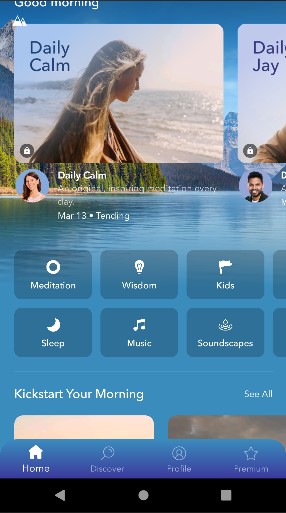 Good morning
Daily
Calm
Daily
Jay
Daily Calm
An original, inspiring meditation every
day.
Mar 13 • Tending
Meditation
Wisdom
Kids
Sleep
Music
Soundscapes
Kickstart Your Morning
See All
Home
Discover
Profile
Premium